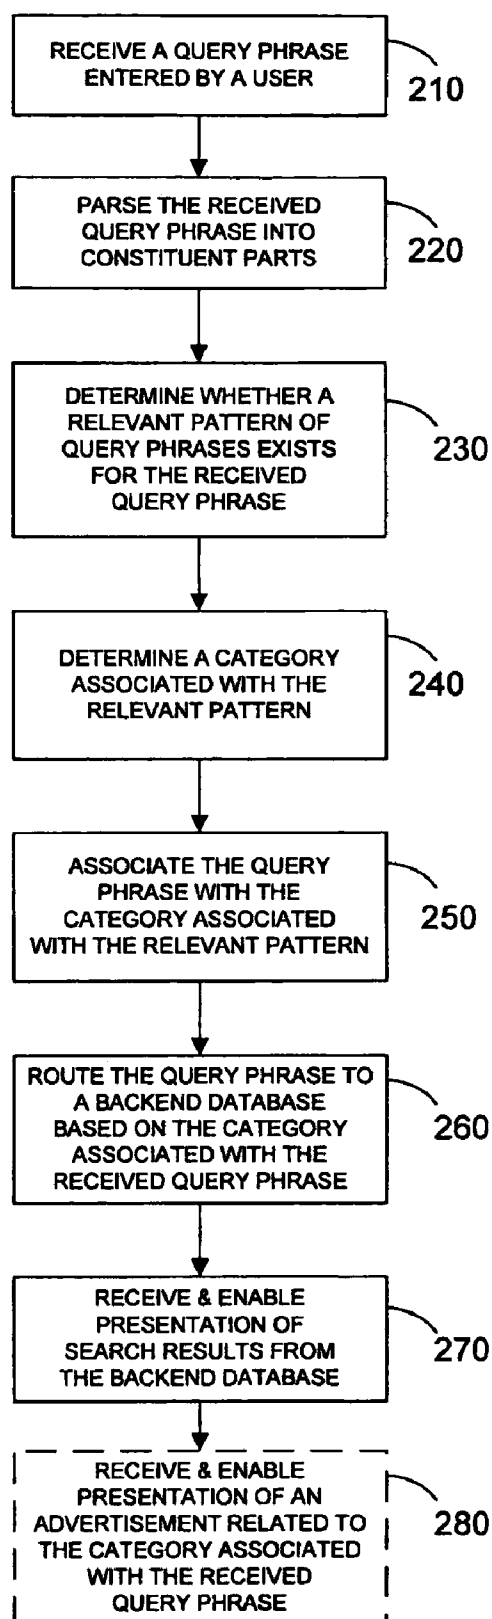 RECEIVE A QUERY PHRASE
ENTERED BY A USER
210
PARSE THE RECEIVED
QUERY PHRASE INTO
CONSTITUENT PARTS
220
DETERMINE WHETHER A
RELEVANT PATTERN OF
QUERY PHRASES EXISTS
FOR THE RECEIVED
QUERY PHRASE
230
DETERMINE A CATEGORY
ASSOCIATED WITH THE
RELEVANT PATTERN
240
ASSOCIATE THE QUERY
PHRASE WITH THE
CATEGORY ASSOCIATED
WITH THE RELEVANT PATTERN
250
ROUTE THE QUERY PHRASE TO
A BACKEND DATABASE
BASED ON THE CATEGORY
ASSOCIATED WITH THE
RECEIVED QUERY PHRASE
260
RECEIVE & ENABLE
PRESENTATION OF
SEARCH RESULTS FROM
THE BACKEND DATABASE
270
RECEIVE & ENABLE
PRESENTATION OF AN
ADVERTISEMENT RELATED TO
THE CATEGORY ASSOCIATED
WITH THE RECEIVED
QUERY PHRASE
280